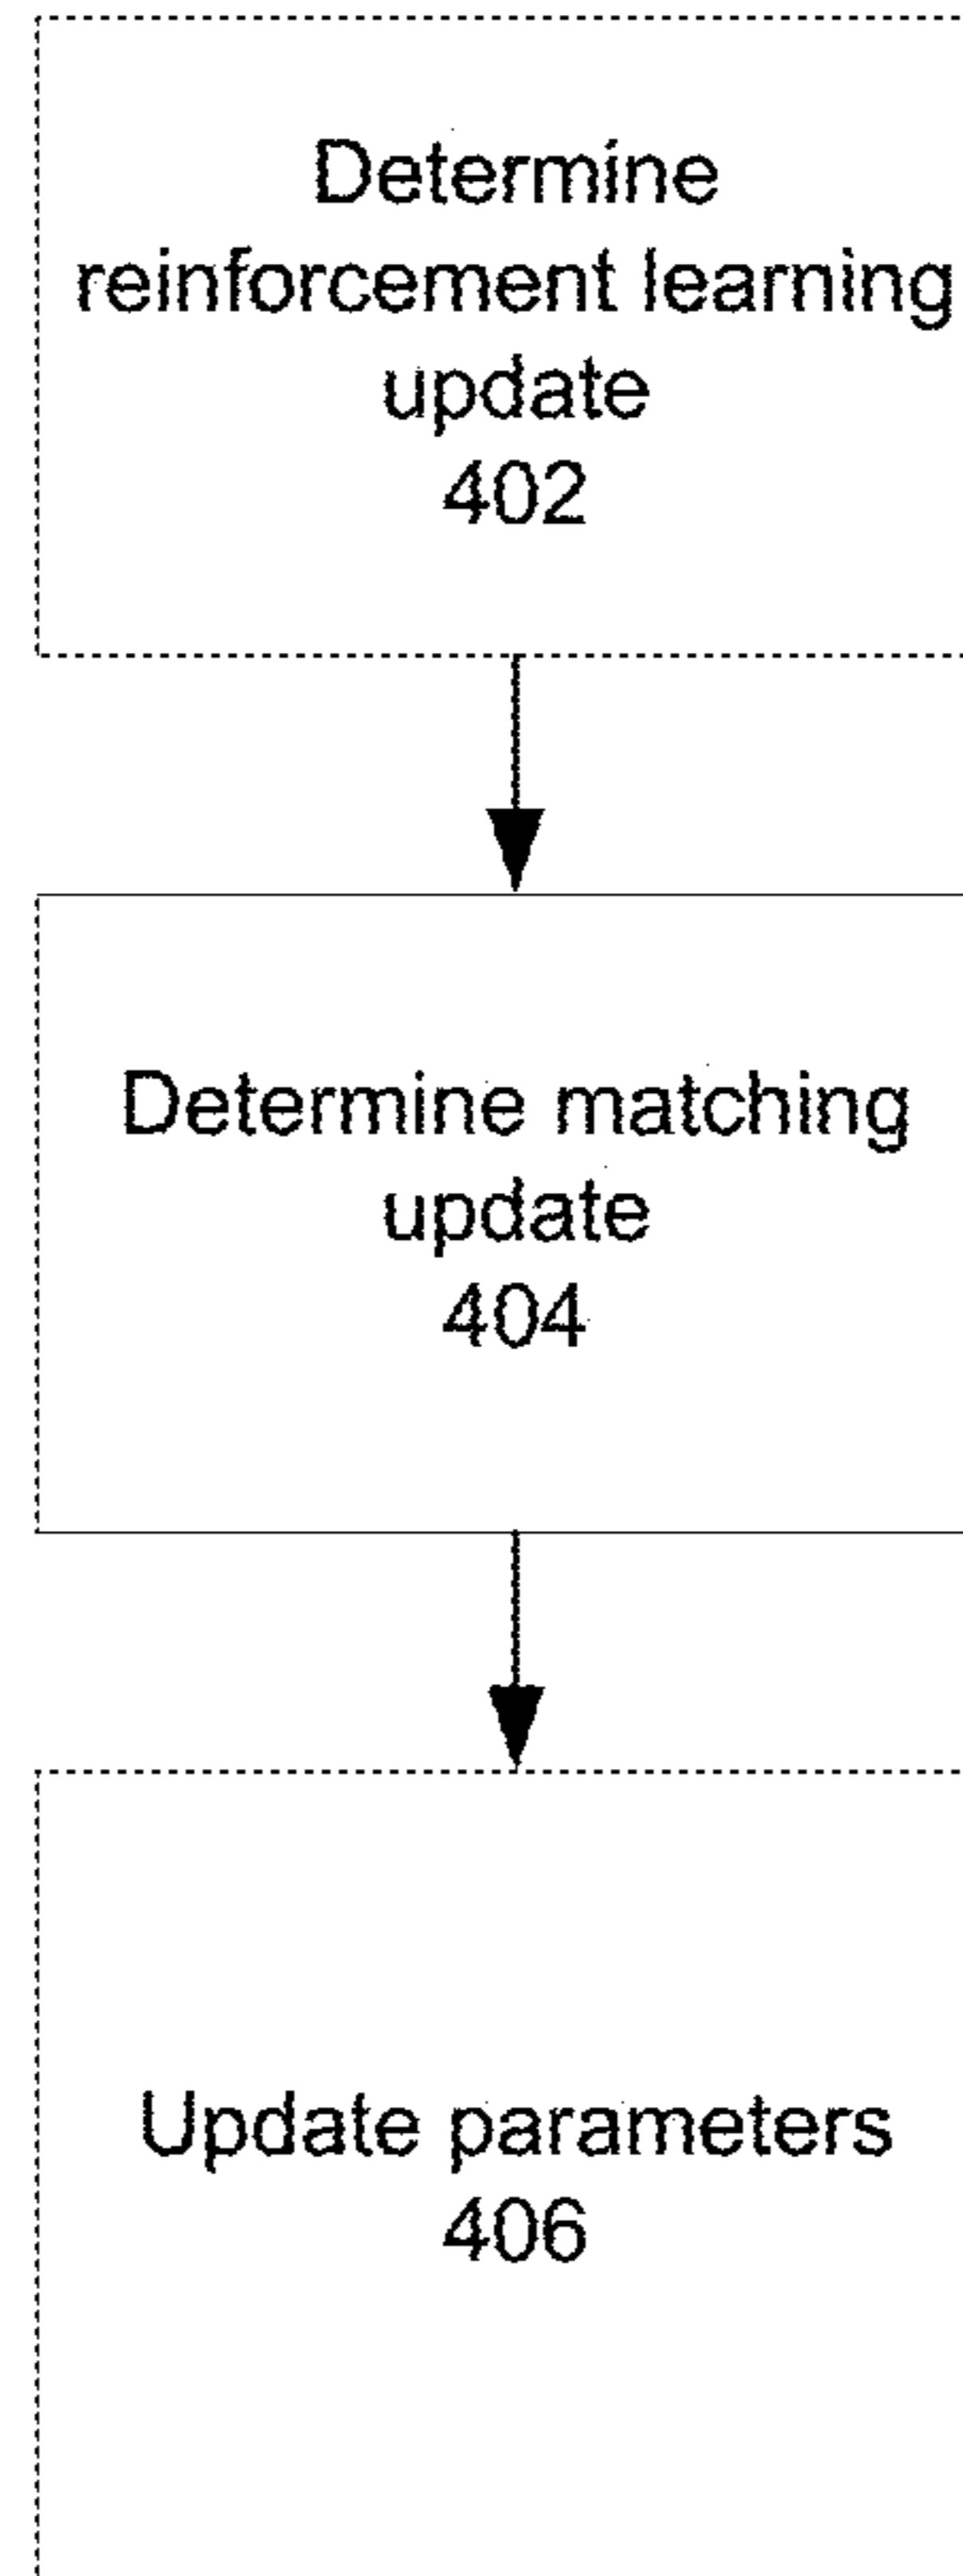 Determine
reinforcement learning
update
402
Determine matching
update
404
Update parameters
406